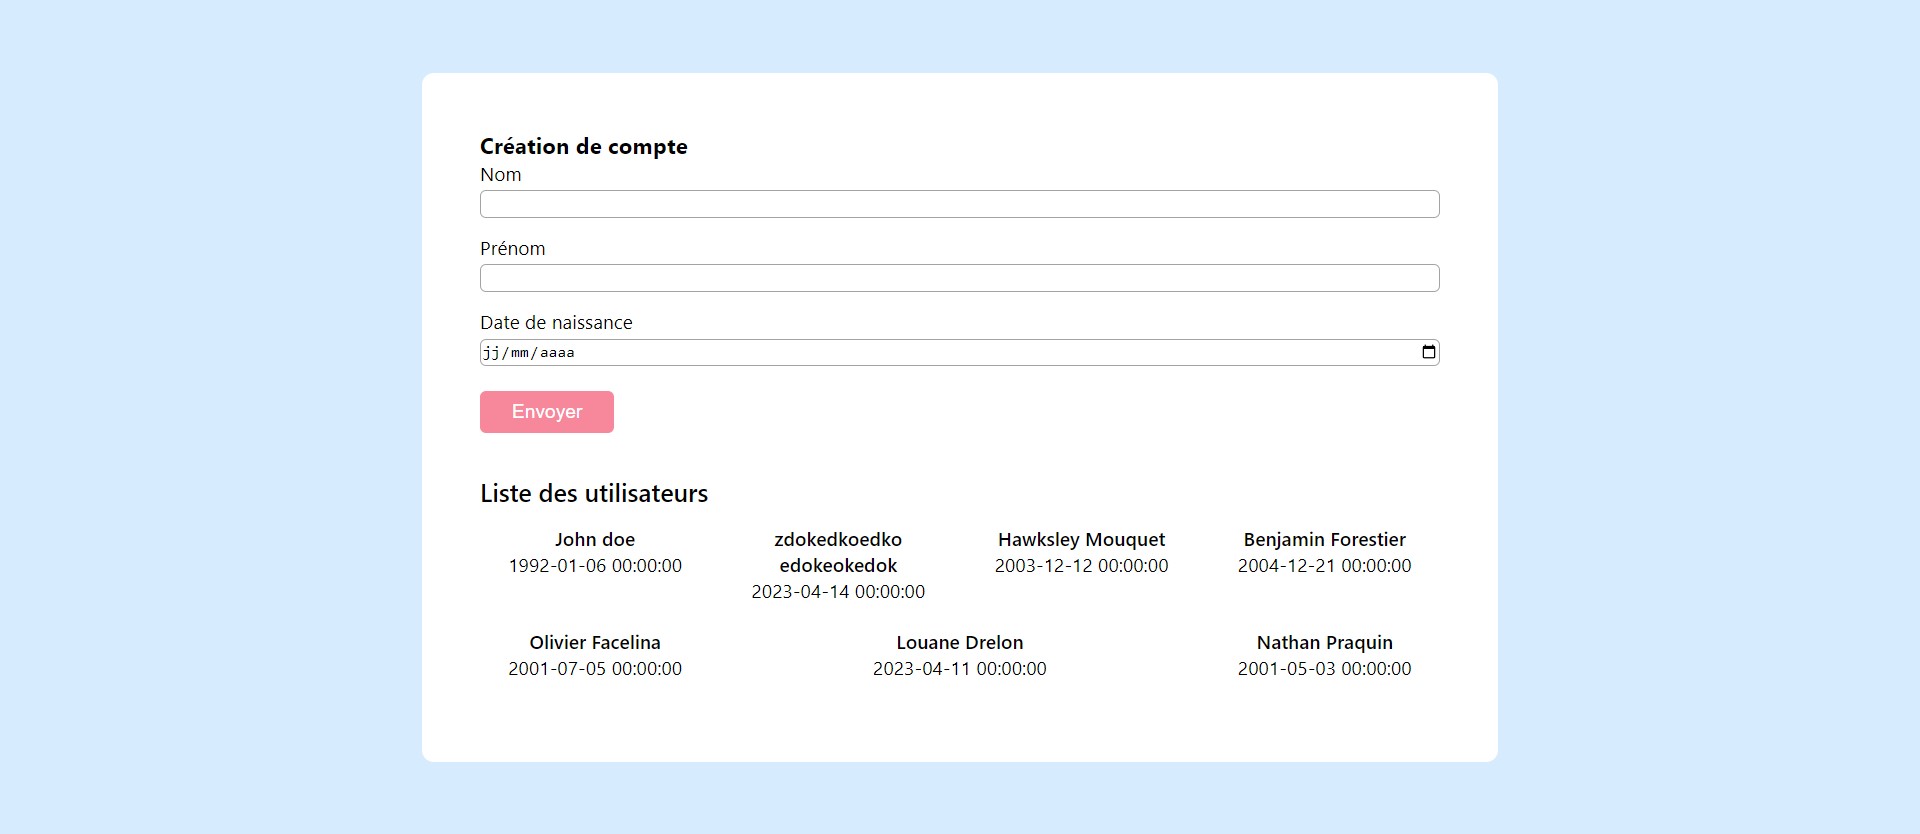 Création de compte
Nom
Prénom
Date de naissance
jj/mm/aaaa
Envoyer
Liste des utilisateurs
John doe
1992-01-06 00:00:00
zdokedkoedko
edokeokedok
2023-04-14 00:00:00
Hawksley Mouquet
2003-12-12 00:00:00
Benjamin Forestier
2004-12-21 00:00:00
Olivier Facelina
2001-07-05 00:00:00
Louane Drelon
2023-04-11 00:00:00
Nathan Praquin
2001-05-03 00:00:00